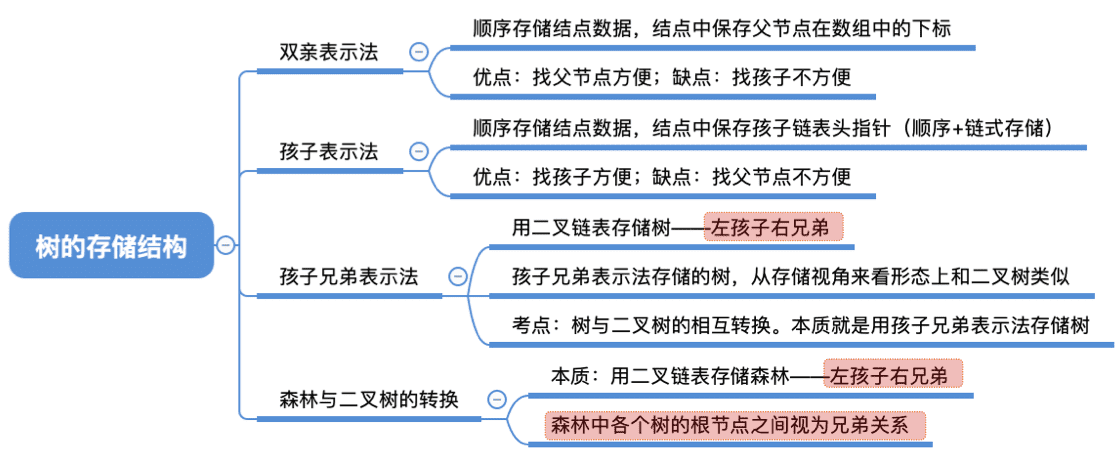 树的存储结构
双亲表示法
顺序存储结点数据，结点中保存父节点在数组中的下标
优点：找父节点方便；缺点：找孩子不方便
孩子表示法
顺序存储结点数据，结点中保存孩子链表头指针（顺序+链式存储）
优点：找孩子方便；缺点：找父节点不方便
孩子兄弟表示法
用二叉链表存储树——左孩子右兄弟
孩子兄弟表示法存储的树，从存储视角来看形态上和二叉树类似
考点：树与二叉树的相互转换。本质就是用孩子兄弟表示法存储树
森林与二叉树的转换
本质：用二叉链表存储森林——左孩子右兄弟
森林中各个树的根节点之间视为兄弟关系